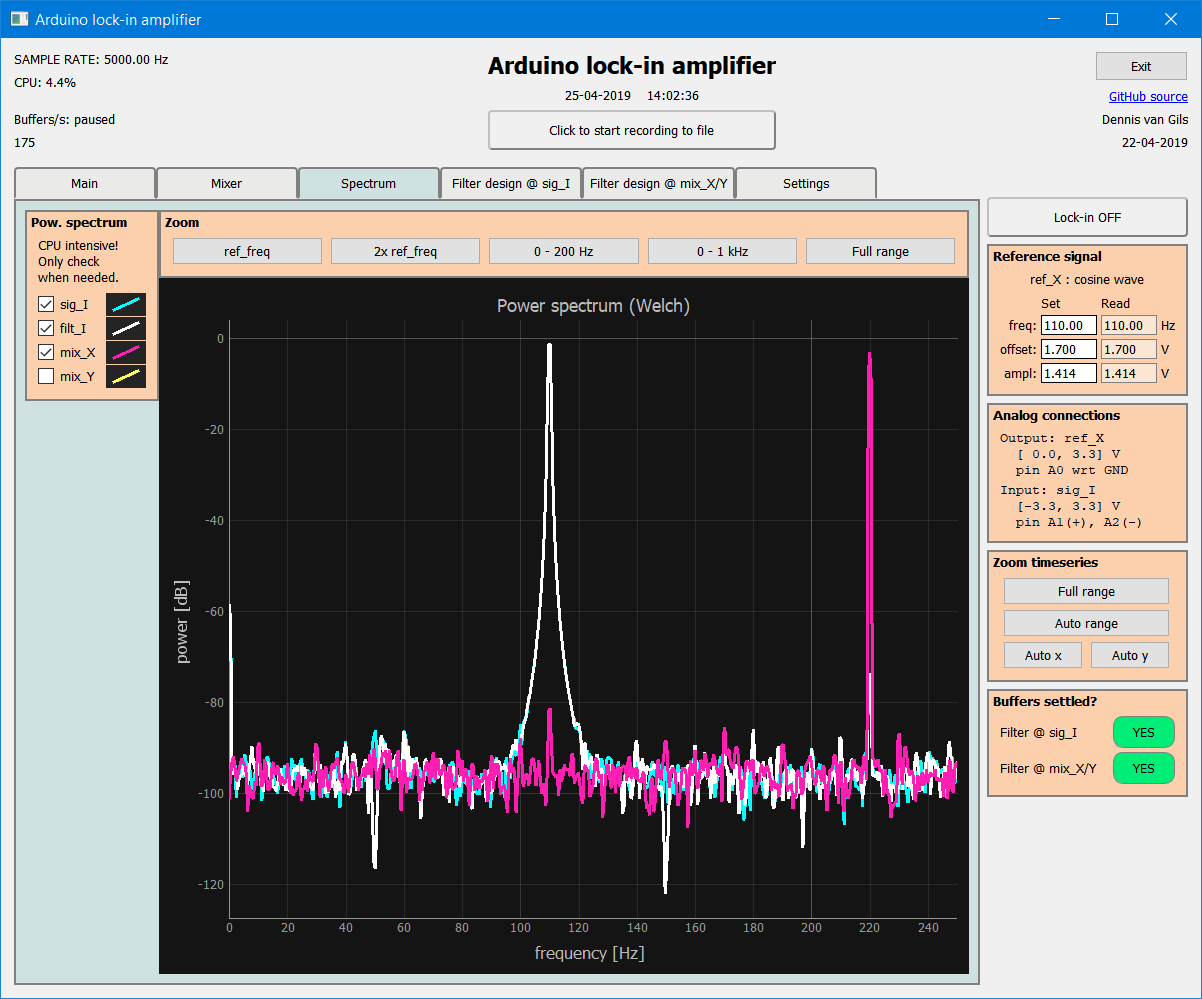 Arduino lock-in amplifier
SAMPLE RATE: 5000.00 Hz
CPU: 4.4%
Buffers/s: paused
175
Arduino lock-in amplifier
25-04-2019 14:02:36
Click to start recording to file
Exit
GitHub source
Dennis van Gils
22-04-2019
Main
Mixer
Spectrum
Filter design @ sig_I
Filter design @ mix_X/Y
Settings
Pow. spectrum
CPU intensive!
Only check
when needed.
sig_I
filt_I
mix_X
mix_Y
Zoom
ref_freq
2x ref_freq
0 - 200 Hz
0 - 1 kHz
Full range
Power spectrum (Welch)
0
-20
-40
-60
-80
-100
-120
power [dB]
0 20 40 60 80 100 120 140 160 180 200 220 240
frequency [Hz]
Lock-in OFF
Reference signal
ref_X : cosine wave
Set Read
freq: 110.00 110.00 Hz
offset: 1.700 1.700 V
ampl: 1.414 1.414 V
Analog connections
Output: ref_X
[ 0.0, 3.3] V
pin A0 wrt GND
Input: sig_I
[-3.3, 3.3] V
pin A1(+), A2(-)
Zoom timeseries
Full range
Auto range
Auto x Auto y
Buffers settled?
Filter @ sig_I YES
Filter @ mix_X/Y YES